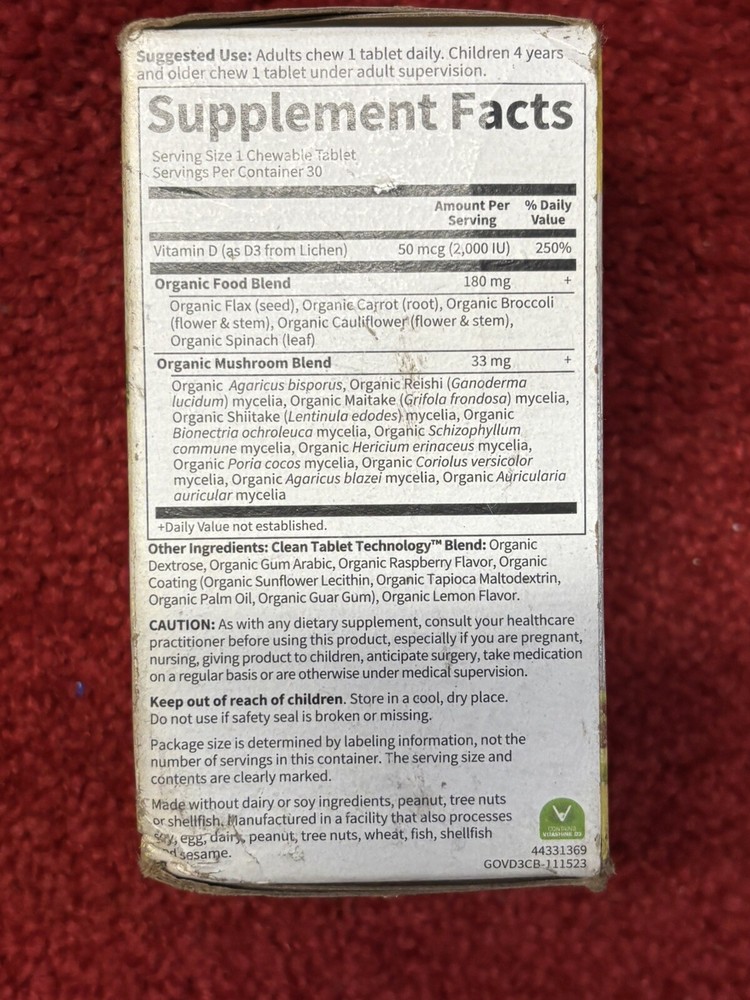 Suggested Use: Adults chew 1 tablet daily. Children 4 years
and older chew 1 tablet under adult supervision.
Supplement Facts
Serving Size 1 Chewable Tablet
Servings Per Container 30
Amount Per Serving % Daily Value
Vitamin D (as D3 from Lichen) 50 mcg (2,000 IU) 250%
Organic Food Blend 180 mg +
Organic Flax (seed), Organic Carrot (root), Organic Broccoli
(flower & stem), Organic Cauliflower (flower & stem),
Organic Spinach (leaf)
Organic Mushroom Blend 33 mg +
Organic Agaricus bisporus, Organic Reishi (Ganoderma
lucidum) mycelia, Organic Maitake (Grifola frondosa) mycelia,
Organic Shiitake (Lentinula edodes) mycelia, Organic
Bionectria ochroleuca mycelia, Organic Schizophyllum
commune mycelia, Organic Hericium erinaceus mycelia,
Organic Poria cocos mycelia, Organic Coriolus versicolor
mycelia, Organic Agaricus blazei mycelia, Organic Auricularia
auricular mycelia
+Daily Value not established.
Other Ingredients: Clean Tablet Technology™ Blend: Organic
Dextrose, Organic Gum Arabic, Organic Raspberry Flavor, Organic
Coating (Organic Sunflower Lecithin, Organic Tapioca Maltodextrin,
Organic Palm Oil, Organic Guar Gum), Organic Lemon Flavor.
CAUTION: As with any dietary supplement, consult your healthcare
practitioner before using this product, especially if you are pregnant,
nursing, giving product to children, anticipate surgery, take medication
on a regular basis or are otherwise under medical supervision.
Keep out of reach of children. Store in a cool, dry place.
Do not use if safety seal is broken or missing.
Package size is determined by labeling information, not the
number of servings in this container. The serving size and
contents are clearly marked.
Made without dairy or soy ingredients, peanut, tree nuts
or shellfish. Manufactured in a facility that also processes
soy, egg, dairy, peanut, tree nuts, wheat, fish, shellfish
and sesame.
V
CONTAINS
VITASHINE D3
44331369
GOVD3CB-111523